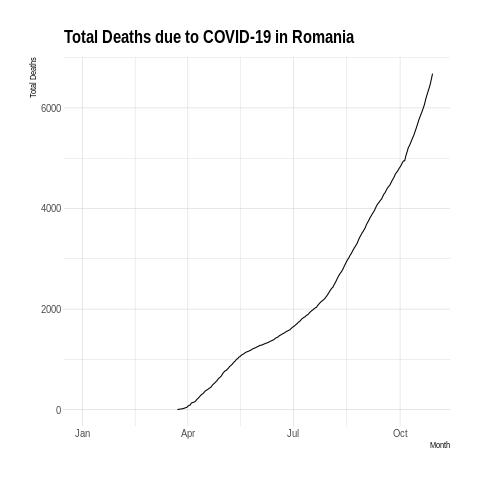 Total Deaths due to COVID-19 in Romania
Total Deaths
6000
4000
2000
0
Jan Apr Jul Oct
Month